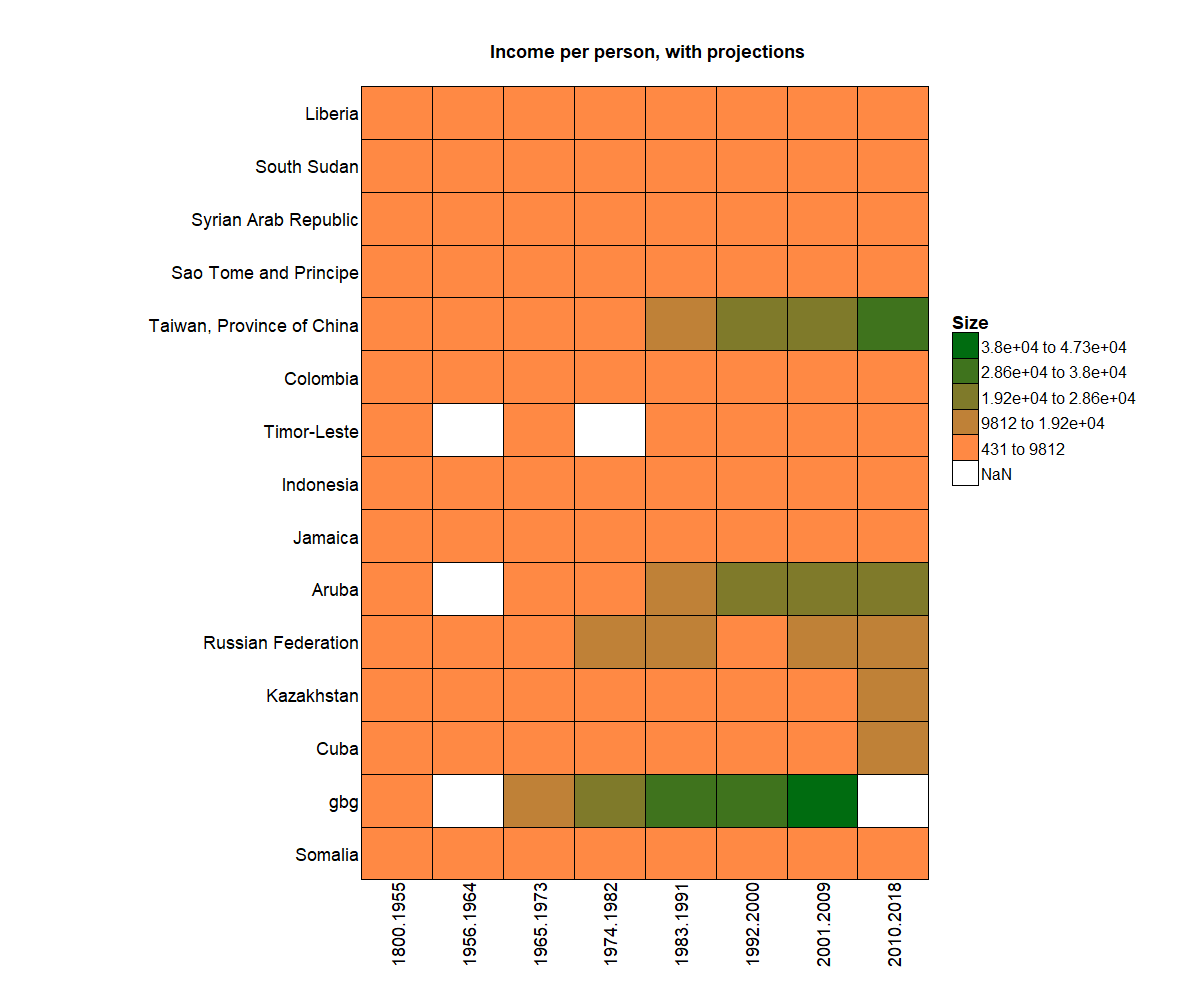 Income per person, with projections
Liberia
South Sudan
Syrian Arab Republic
Sao Tome and Principe
Taiwan, Province of China
Colombia
Timor-Leste
Indonesia
Jamaica
Aruba
Russian Federation
Kazakhstan
Cuba
gbg
Somalia
1800.1955
1956.1964
1965.1973
1974.1982
1983.1991
1992.2000
2001.2009
2010.2018
Size
3.8e+04 to 4.73e+04
2.86e+04 to 3.8e+04
1.92e+04 to 2.86e+04
9812 to 1.92e+04
431 to 9812
NaN